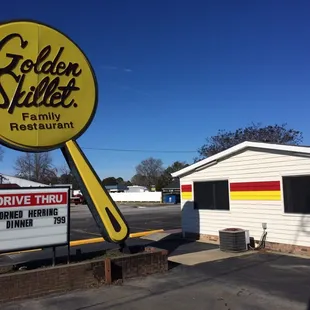 Golden
Skillet.
Family
Restaurant
DRIVE THRU
CORNED HERRING
DINNER 799